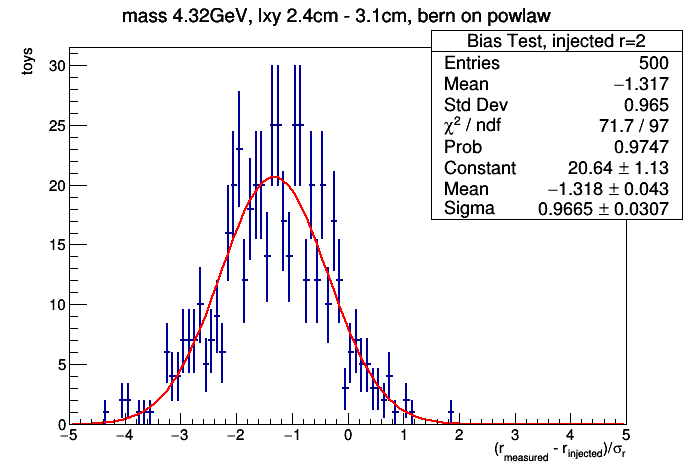 mass 4.32GeV, lxy 2.4cm - 3.1cm, bern on powlaw
Bias Test, injected r=2
Entries 500
Mean −1.317
Std Dev 0.965
χ² / ndf 71.7 / 97
Prob 0.9747
Constant 20.64 ± 1.13
Mean −1.318 ± 0.043
Sigma 0.9665 ± 0.0307
toys
30
25
20
15
10
5
0
−5 −4 −3 −2 −1 0 1 2 3 4 5
(r_measured - r_injected)/σ_r